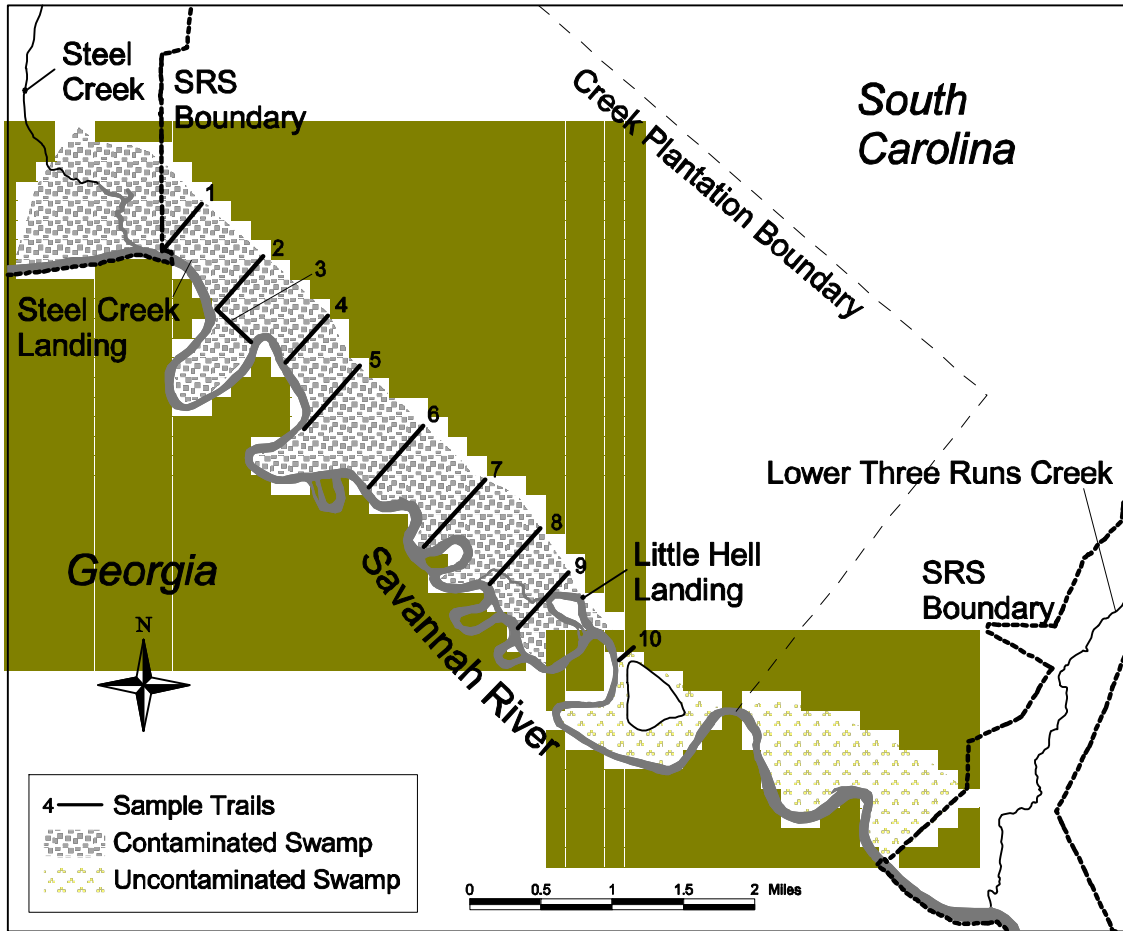 Steel
Creek
SRS
Boundary
Creek Plantation Boundary
South
Carolina
1
2
3
Steel Creek
Landing
4
5
6
7
8
9
Lower Three Runs Creek
Little Hell
Landing
SRS
Boundary
Georgia
Savannah River
10
N
4 Sample Trails
Contaminated Swamp
Uncontaminated Swamp
0 0.5 1 1.5 2 Miles